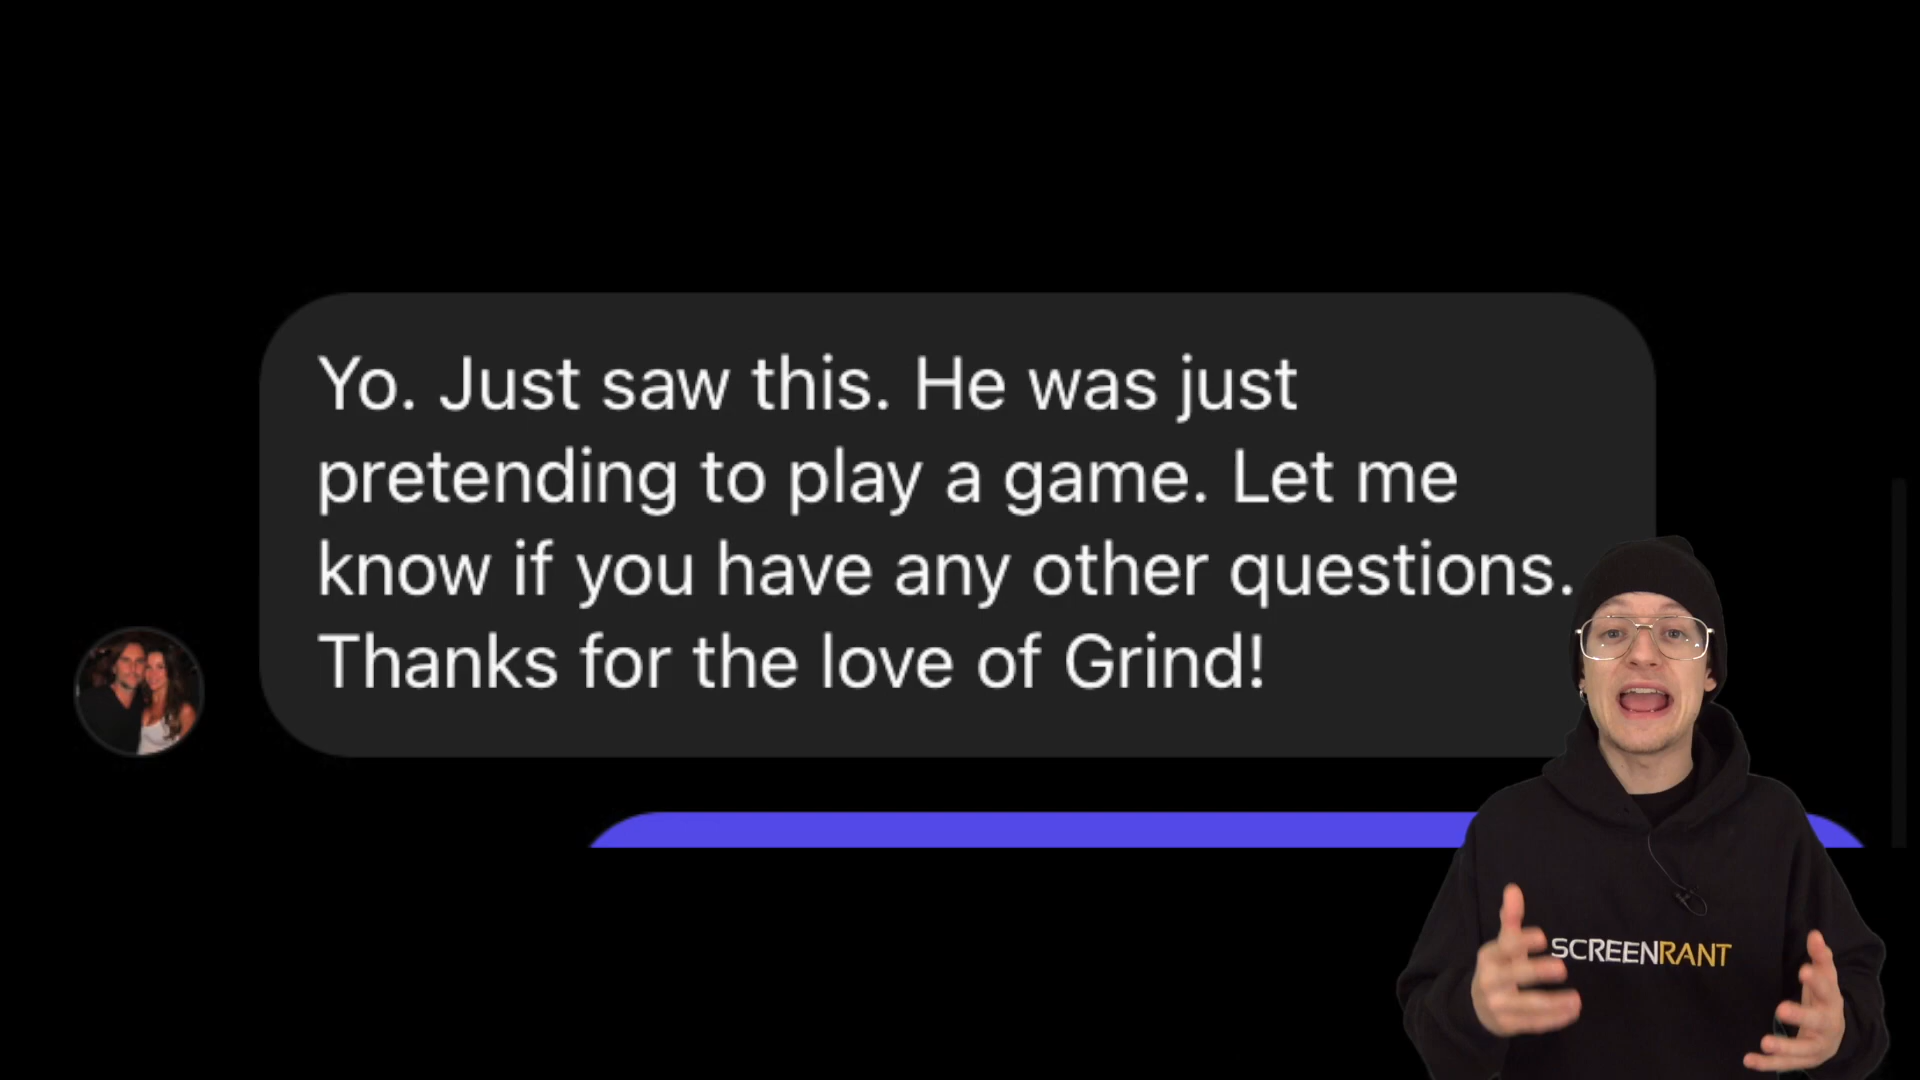 Yo. Just saw this. He was just
pretending to play a game. Let me
know if you have any other questions.
Thanks for the love of Grind!
SCREENRANT